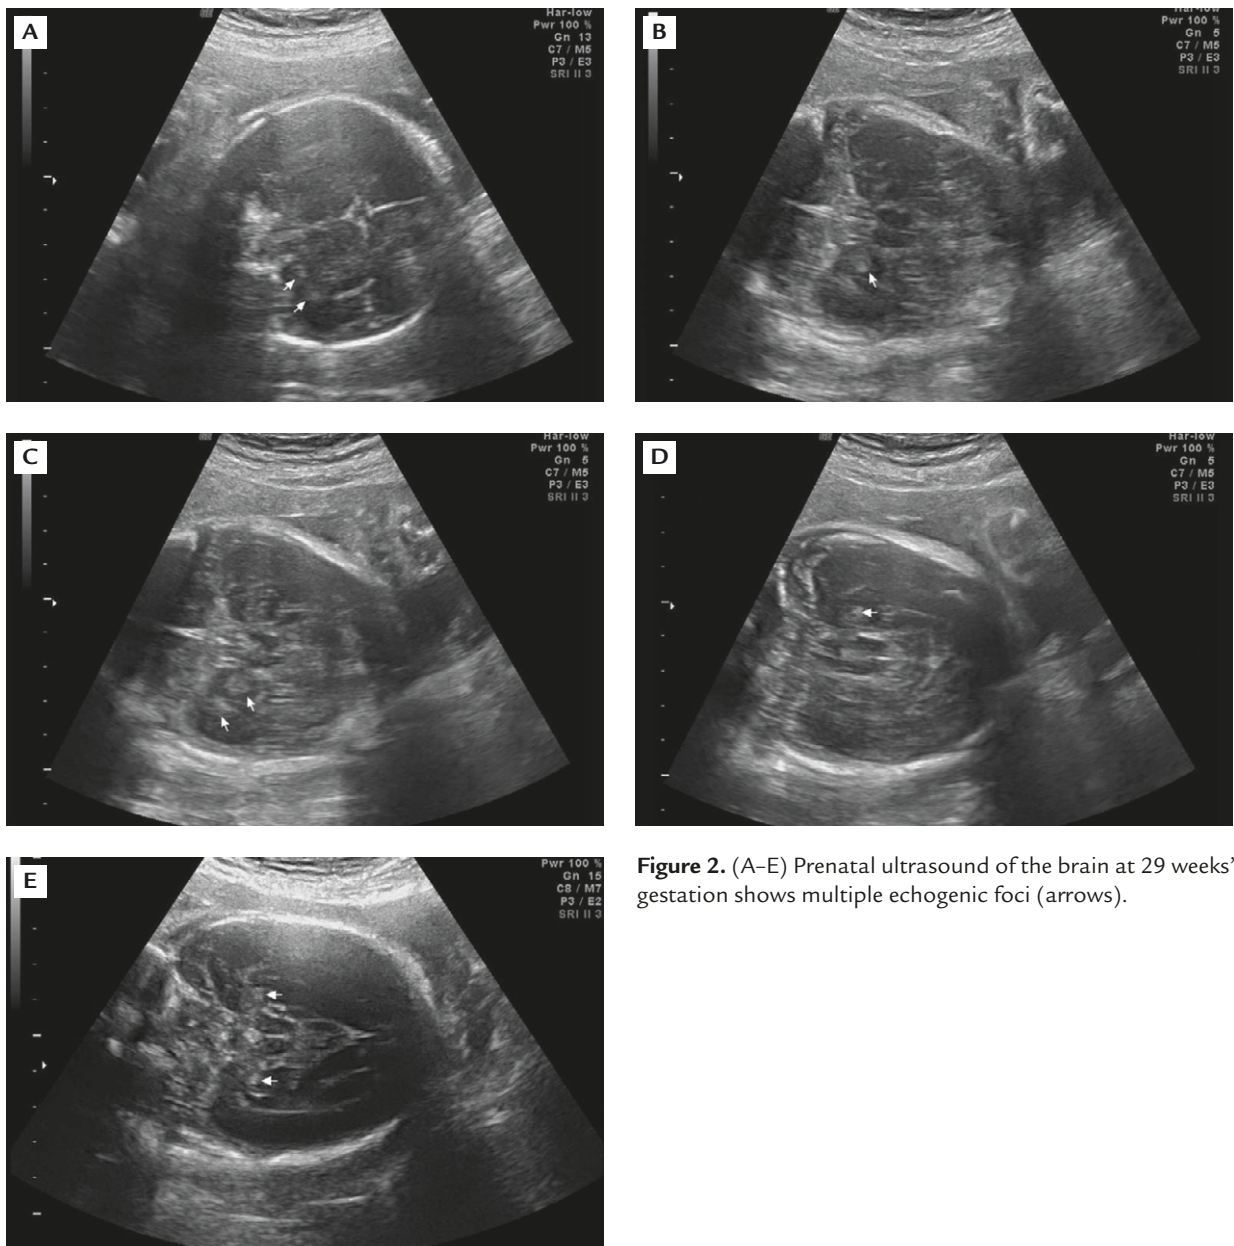 A
Har-low
Pwr 100 %
Gn 13
C7 / M5
P3 / E3
SRI II 3
B
Har-low
Pwr 100 %
Gn 5
C7 / M5
P3 / E3
SRI II 3
C
Har-low
Pwr 100 %
Gn 5
C7 / M5
P3 / E3
SRI II 3
D
Har-low
Pwr 100 %
Gn 5
C7 / M5
P3 / E3
SRI II 3
E
Pwr 100 %
Gn 15
C8 / M7
P3 / E2
SRI II 3
Figure 2. (A–E) Prenatal ultrasound of the brain at 29 weeks’
gestation shows multiple echogenic foci (arrows).